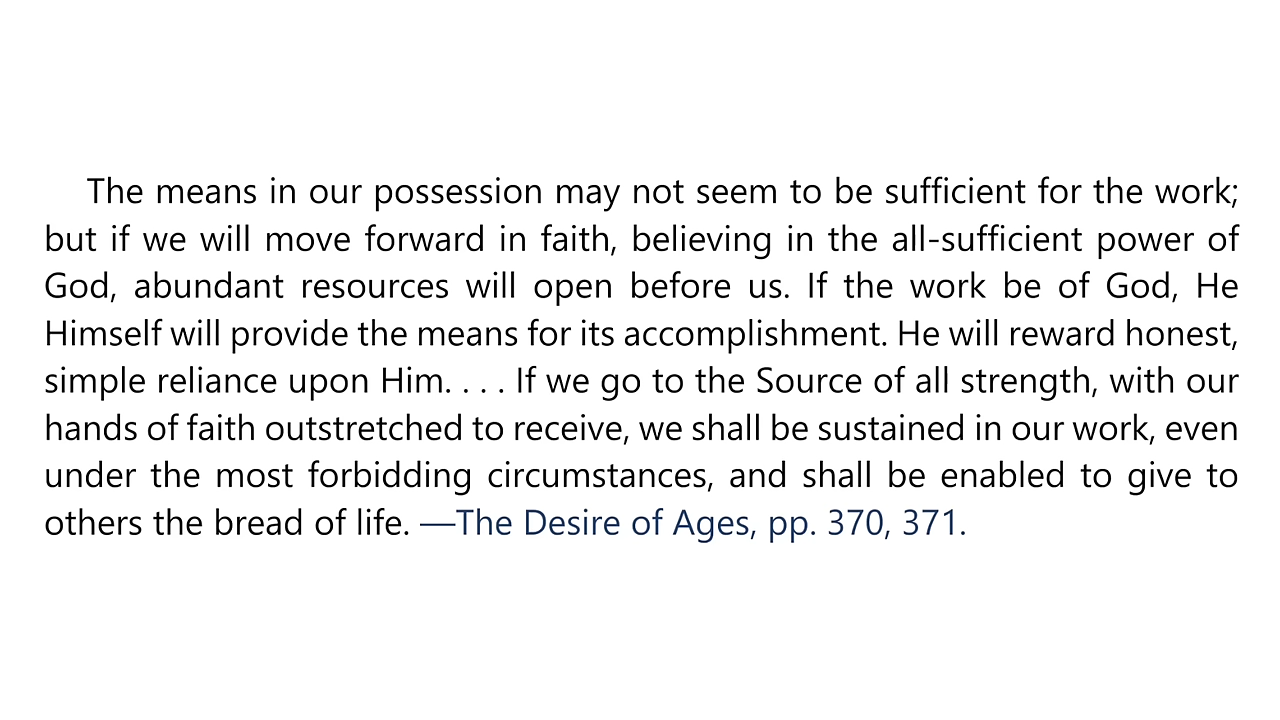 The means in our possession may not seem to be sufficient for the work;
but if we will move forward in faith, believing in the all-sufficient power of
God, abundant resources will open before us. If the work be of God, He
Himself will provide the means for its accomplishment. He will reward honest,
simple reliance upon Him. . . . If we go to the Source of all strength, with our
hands of faith outstretched to receive, we shall be sustained in our work, even
under the most forbidding circumstances, and shall be enabled to give to
others the bread of life. —The Desire of Ages, pp. 370, 371.